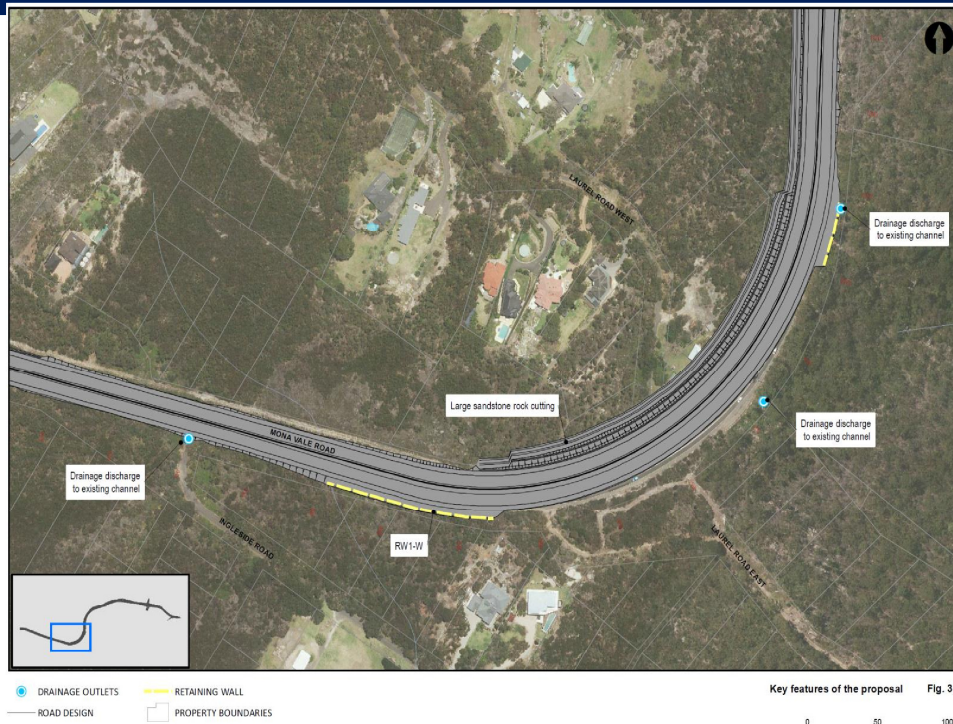 LAUREL ROAD WEST
Drainage discharge
to existing channel
Large sandstone rock cutting
Drainage discharge
to existing channel
MONA VALE ROAD
Drainage discharge
to existing channel
RW1-W
INGLESIDE ROAD
LAUREL ROAD EAST
DRAINAGE OUTLETS
RETAINING WALL
Key features of the proposal Fig. 3
ROAD DESIGN
PROPERTY BOUNDARIES
0 50 100